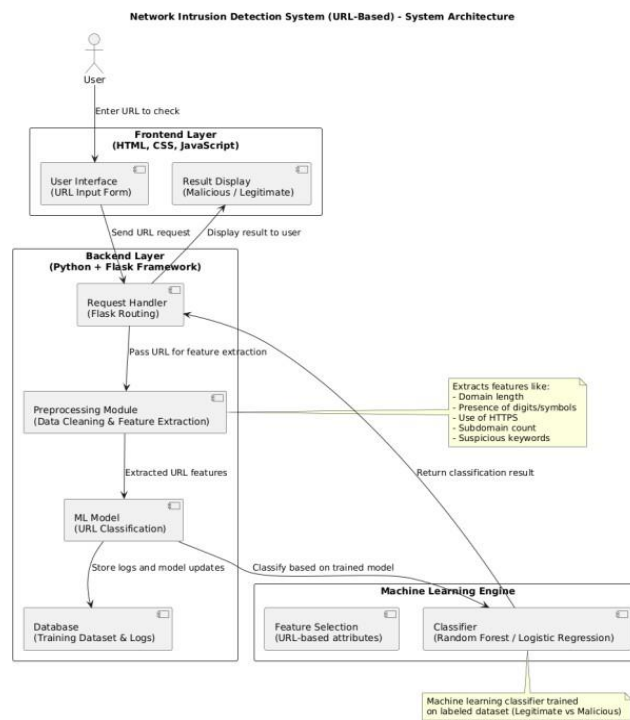 Network Intrusion Detection System (URL-Based) - System Architecture
User
Enter URL to check
Frontend Layer
(HTML, CSS, JavaScript)
User Interface
(URL Input Form)
Result Display
(Malicious / Legitimate)
Send URL request
Display result to user
Backend Layer
(Python + Flask Framework)
Request Handler
(Flask Routing)
Pass URL for feature extraction
Extracts features like:
- Domain length
- Presence of digits/symbols
- Use of HTTPS
- Subdomain count
- Suspicious keywords
Preprocessing Module
(Data Cleaning & Feature Extraction)
Extracted URL features
Return classification result
ML Model
(URL Classification)
Store logs and model updates
Classify based on trained model
Machine Learning Engine
Database
(Training Dataset & Logs)
Feature Selection
(URL-based attributes)
Classifier
(Random Forest / Logistic Regression)
Machine learning classifier trained
on labeled dataset (Legitimate vs Malicious)